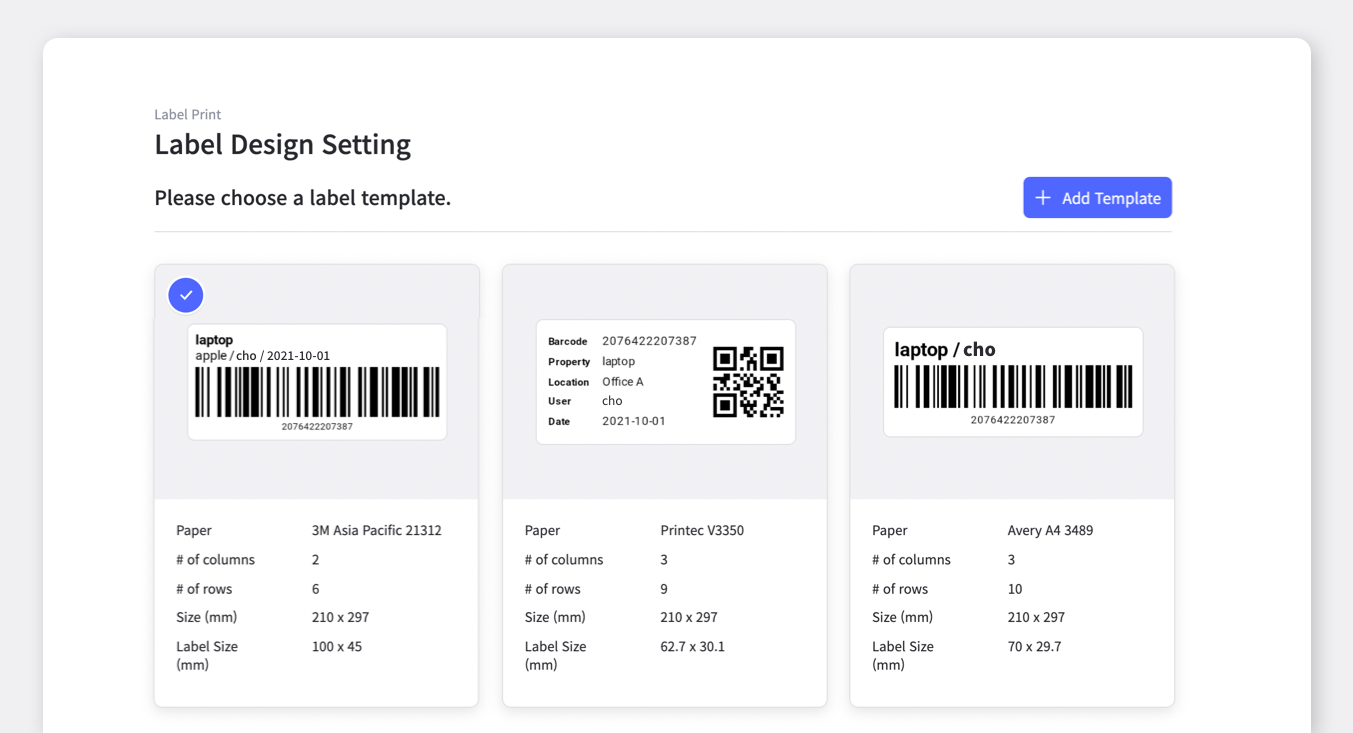 Label Print
Label Design Setting
Please choose a label template.
Add Template
laptop
apple / cho / 2021-10-01
2076422207387
Paper 3M Asia Pacific 21312
# of columns 2
# of rows 6
Size (mm) 210 x 297
Label Size (mm) 100 x 45
Barcode 2076422207387
Property laptop
Location Office A
User cho
Date 2021-10-01
Paper Printec V3350
# of columns 3
# of rows 9
Size (mm) 210 x 297
Label Size (mm) 62.7 x 30.1
laptop / cho
2076422207387
Paper Avery A4 3489
# of columns 3
# of rows 10
Size (mm) 210 x 297
Label Size (mm) 70 x 29.7